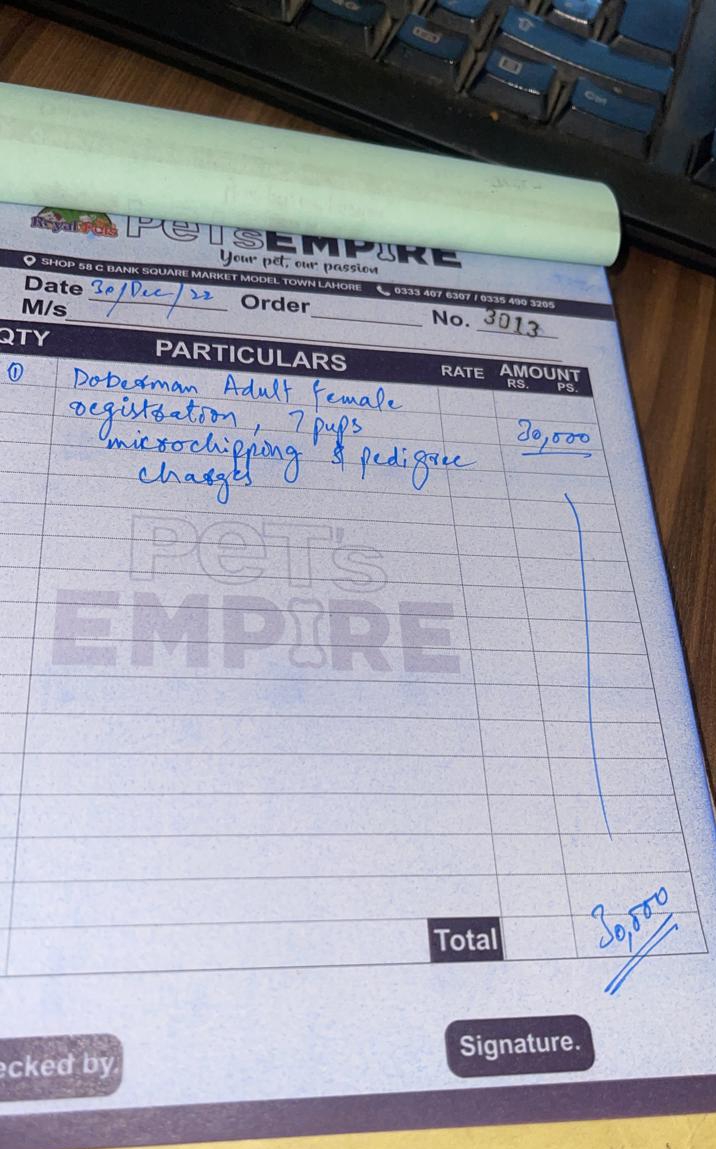 Royal Pets
PeTsEMPIRE
Your pet, our passion
SHOP 58 C BANK SQUARE MARKET MODEL TOWN LAHORE 0333 407 6307 / 0335 490 3205
Date 30/Dec/22 Order No. 3013
M/s
QTY PARTICULARS RATE AMOUNT
RS. PS.
① Doberman Adult female
registration, 7 pups 30,000
microchipping & pedigree
charges
PeT's
EMPIRE
Total 30,000
ecked by. Signature.